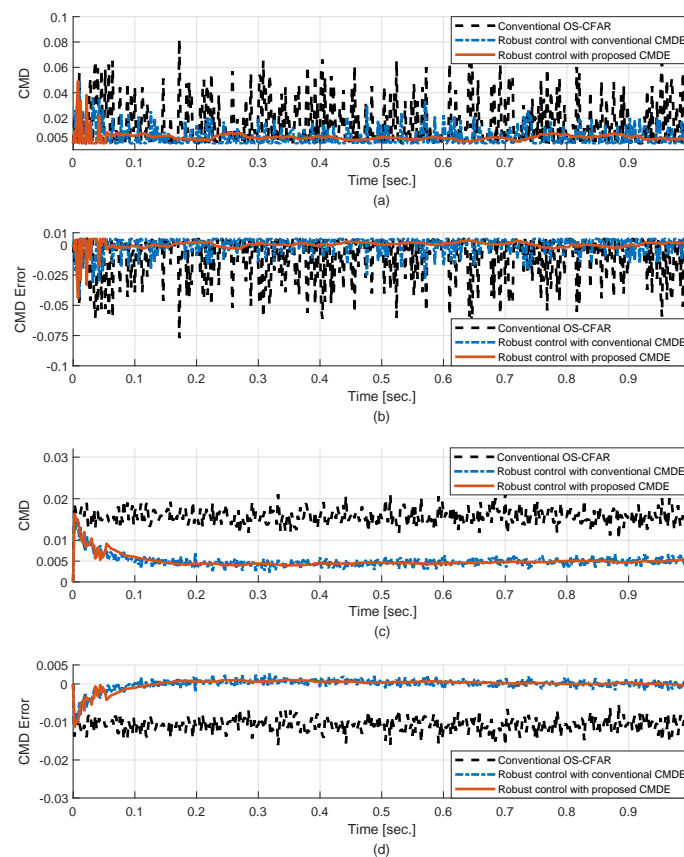 0.1
0.08
0.06
0.04
0.02
0.005
CMD
Conventional OS-CFAR
Robust control with conventional CMDE
Robust control with proposed CMDE
0 0.1 0.2 0.3 0.4 0.5 0.6 0.7 0.8 0.9
Time [sec.]
(a)
0.01
0
-0.025
-0.05
-0.075
-0.1
CMD Error
Conventional OS-CFAR
Robust control with conventional CMDE
Robust control with proposed CMDE
0 0.1 0.2 0.3 0.4 0.5 0.6 0.7 0.8 0.9
Time [sec.]
(b)
0.03
0.02
0.01
0.005
0
CMD
Conventional OS-CFAR
Robust control with conventional CMDE
Robust control with proposed CMDE
0 0.1 0.2 0.3 0.4 0.5 0.6 0.7 0.8 0.9
Time [sec.]
(c)
0.005
0
-0.01
-0.02
-0.03
CMD Error
Conventional OS-CFAR
Robust control with conventional CMDE
Robust control with proposed CMDE
0 0.1 0.2 0.3 0.4 0.5 0.6 0.7 0.8 0.9
Time [sec.]
(d)